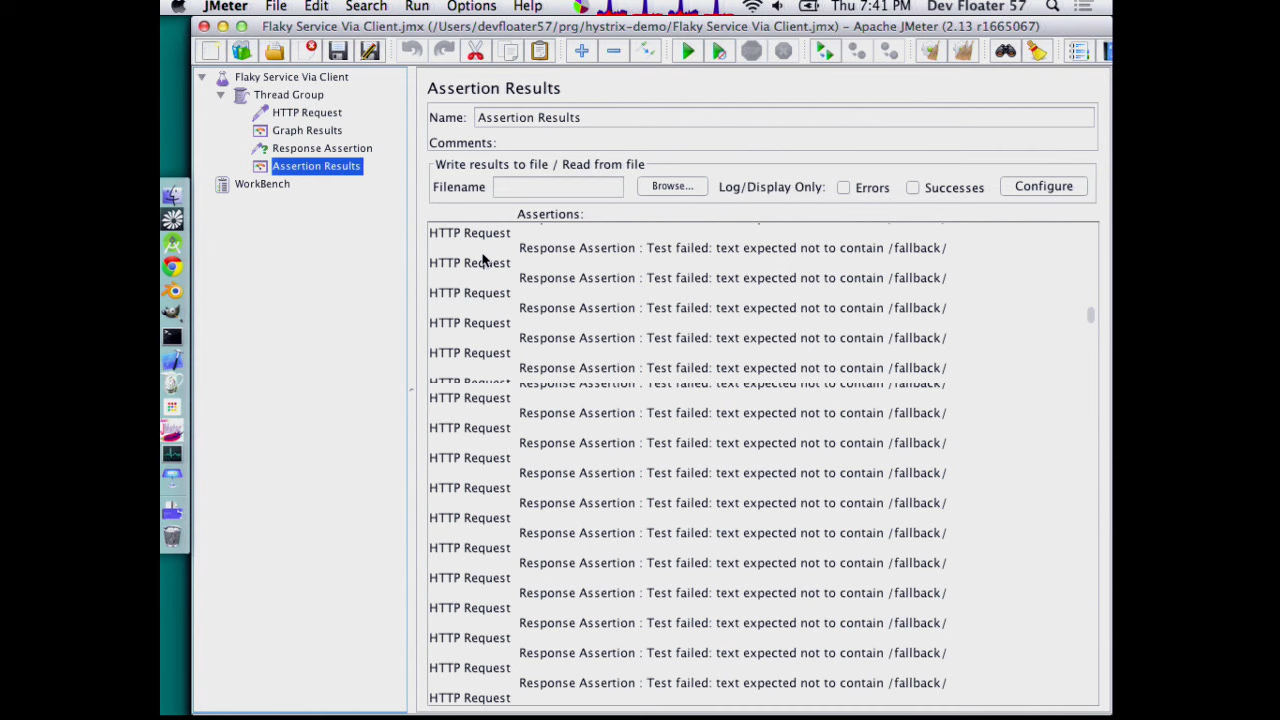 JMeter File Edit Search Run Options Help Thu 7:41 PM Dev Floater 57
Flaky Service Via Client.jmx (/Users/devfloater57/prg/hystrix-demo/Flaky Service Via Client.jmx) - Apache JMeter (2.13 r1665067)
Flaky Service Via Client
Thread Group
HTTP Request
Graph Results
Response Assertion
Assertion Results
WorkBench
Assertion Results
Name: Assertion Results
Comments:
Write results to file / Read from file
Filename Browse... Log/Display Only: Errors Successes Configure
Assertions:
HTTP Request
Response Assertion : Test failed: text expected not to contain /fallback/
HTTP Request
Response Assertion : Test failed: text expected not to contain /fallback/
HTTP Request
Response Assertion : Test failed: text expected not to contain /fallback/
HTTP Request
Response Assertion : Test failed: text expected not to contain /fallback/
HTTP Request
Response Assertion : Test failed: text expected not to contain /fallback/
HTTP Request
Response Assertion : Test failed: text expected not to contain /fallback/
HTTP Request
Response Assertion : Test failed: text expected not to contain /fallback/
HTTP Request
Response Assertion : Test failed: text expected not to contain /fallback/
HTTP Request
Response Assertion : Test failed: text expected not to contain /fallback/
HTTP Request
Response Assertion : Test failed: text expected not to contain /fallback/
HTTP Request
Response Assertion : Test failed: text expected not to contain /fallback/
HTTP Request
Response Assertion : Test failed: text expected not to contain /fallback/
HTTP Request
Response Assertion : Test failed: text expected not to contain /fallback/
HTTP Request
Response Assertion : Test failed: text expected not to contain /fallback/
HTTP Request
Response Assertion : Test failed: text expected not to contain /fallback/
HTTP Request
Response Assertion : Test failed: text expected not to contain /fallback/
HTTP Request